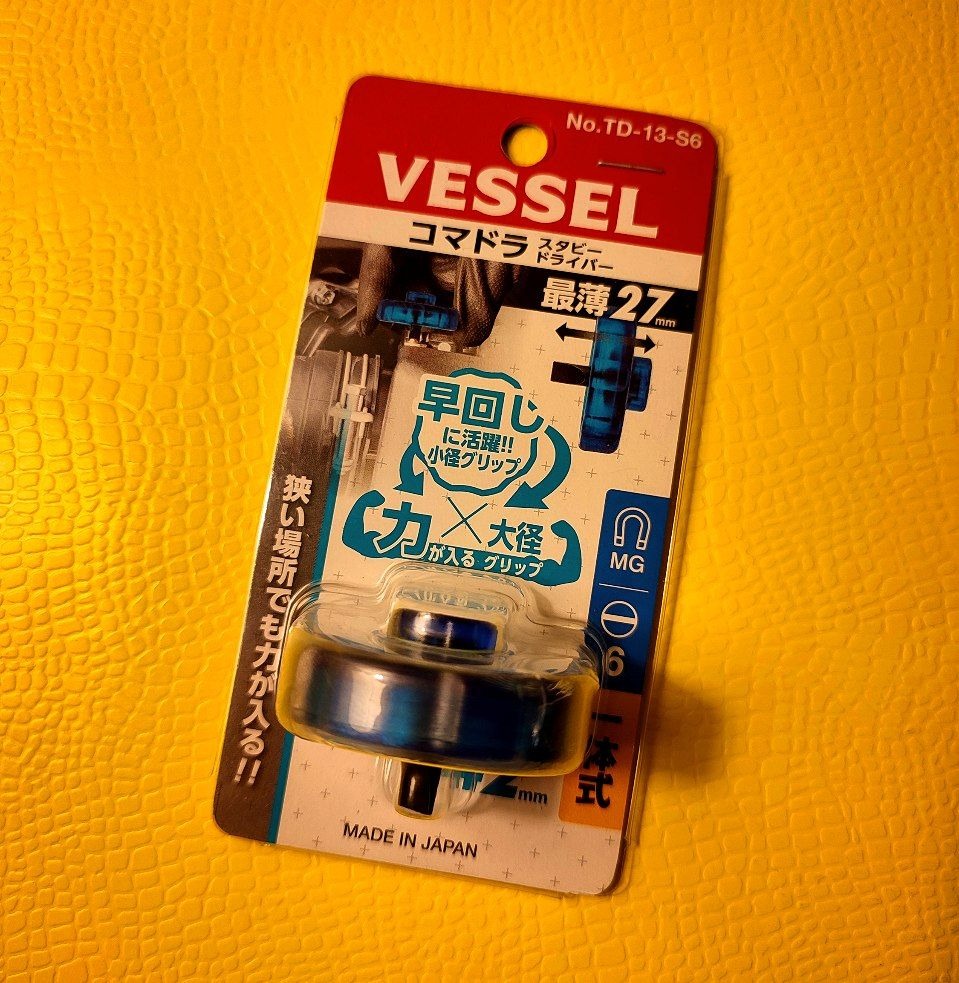 No.TD-13-S6
VESSEL
コマドラ
スタビー
ドライバー
最薄27mm
早回し
に活躍!!
小径グリップ
力が入る×大径
グリップ
狭い場所でも力が入る!!
MG
6
一体式
mm
MADE IN JAPAN